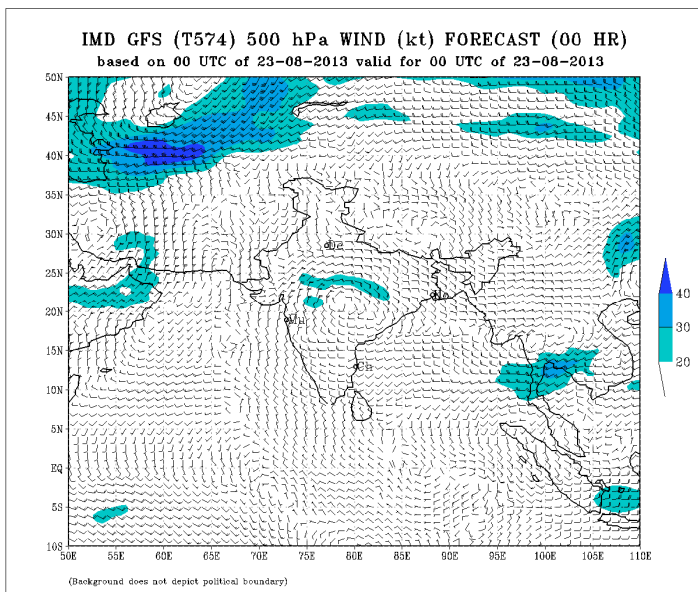 IMD GFS (T574) 500 hPa WIND (kt) FORECAST (00 HR)
based on 00 UTC of 23-08-2013 valid for 00 UTC of 23-08-2013
50N
45N
40N
35N
30N
25N
20N
15N
10N
5N
EQ
5S
10S
50E 55E 60E 65E 70E 75E 80E 85E 90E 95E 100E 105E 110E
40
30
20
(Background does not depict political boundary)